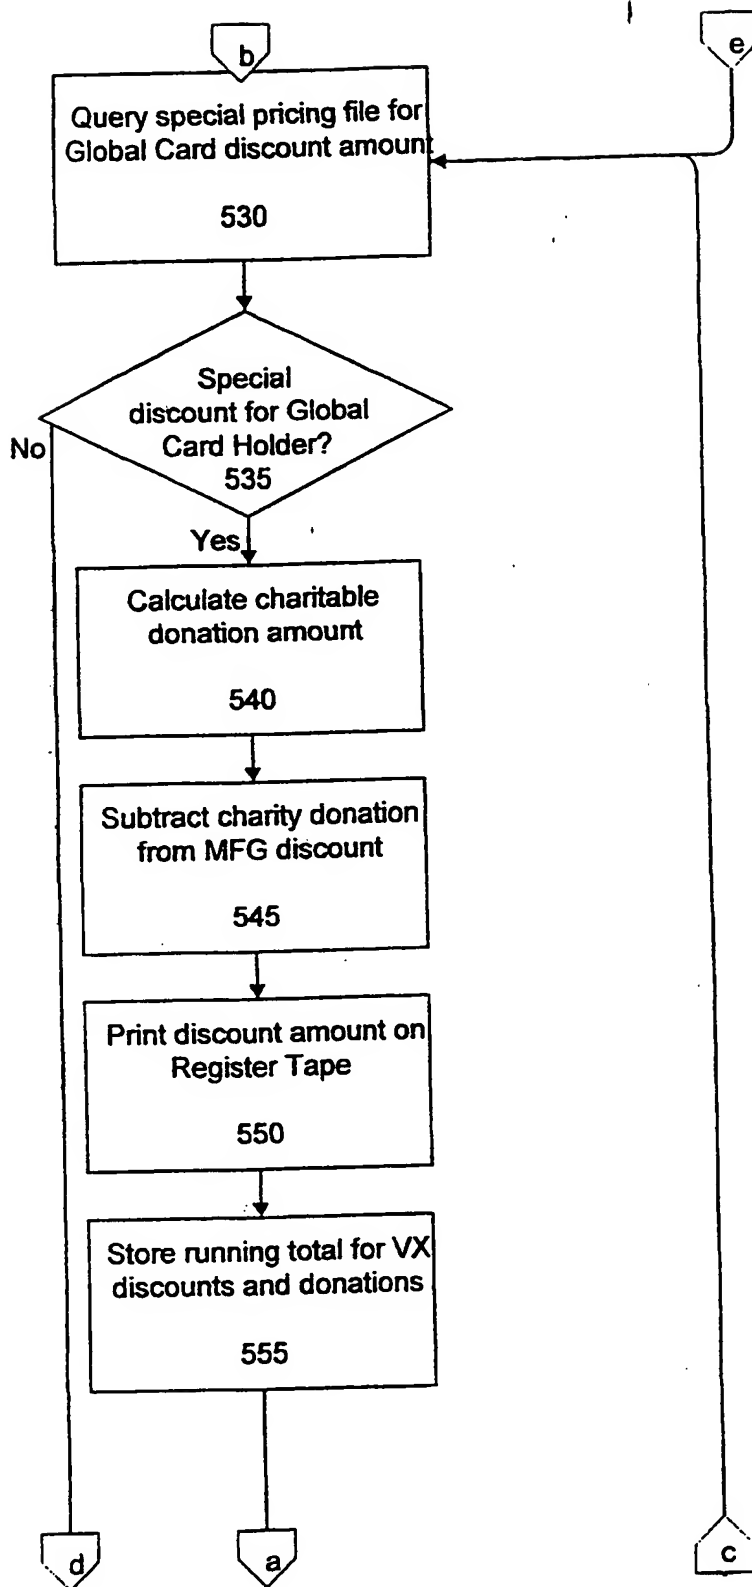 b
e
Query special pricing file for
Global Card discount amount
530
Special
discount for Global
Card Holder?
535
No
Yes
Calculate charitable
donation amount
540
Subtract charity donation
from MFG discount
545
Print discount amount on
Register Tape
550
Store running total for VX
discounts and donations
555
d
a
c